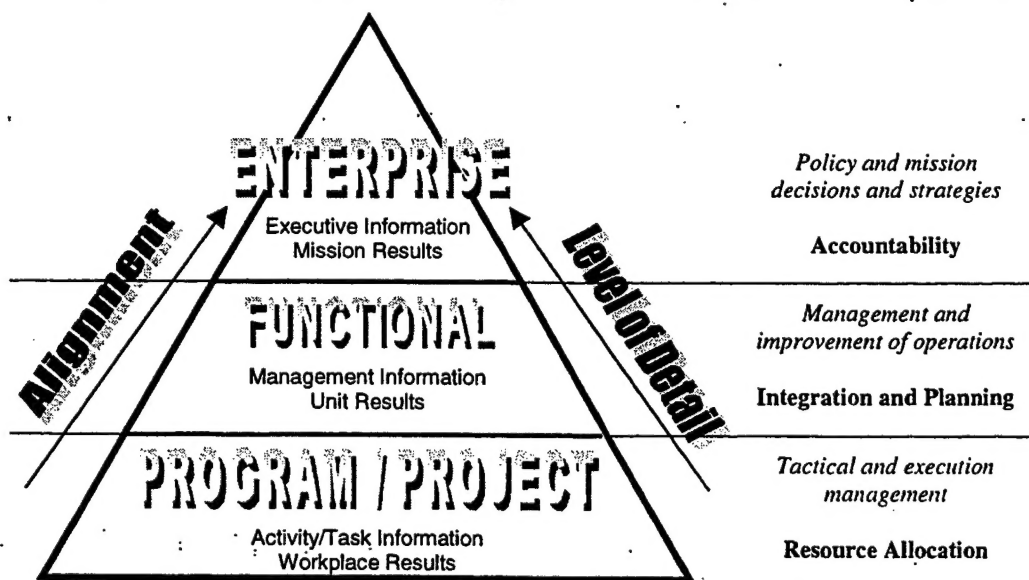 ENTERPRISE
Executive Information
Mission Results
Policy and mission
decisions and strategies
Accountability
Alignment
Level of Detail
FUNCTIONAL
Management Information
Unit Results
Management and
improvement of operations
Integration and Planning
PROGRAM / PROJECT
Activity/Task Information
Workplace Results
Tactical and execution
management
Resource Allocation